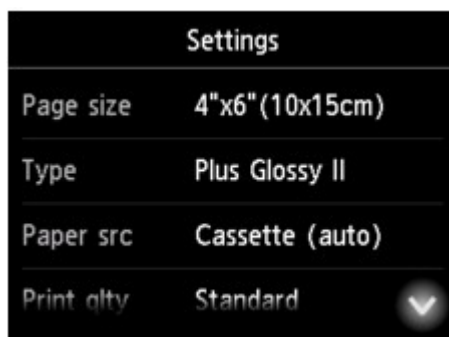 Settings
Page size 4"x6"(10x15cm)
Type Plus Glossy II
Paper src Cassette (auto)
Print qlty Standard